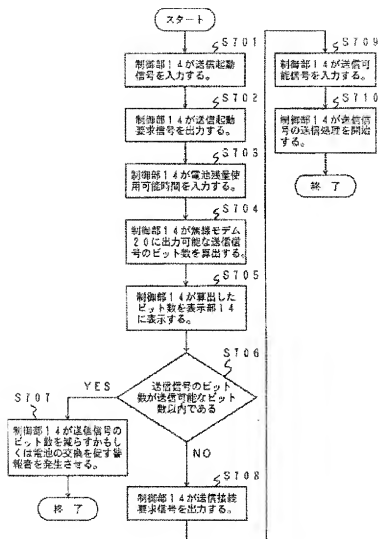 スタート
S701
制御部14が送信起動
信号を入力する。
S702
制御部14が送信起動
要求信号を出力する。
S703
制御部14が電池残量使
用可能時間を入力する。
S704
制御部14が無線モデム
20に出力可能な送信信
号のビット数を算出する。
S705
制御部14が算出した
ビット数を表示部14
に表示する。
S706
送信信号のビット
数が送信可能なビット
数以内である
YES
S707
制御部14が送信信号の
ビット数を減らすかもし
くは電池の交換を促す警
報音を発生させる。
終了
NO
S708
制御部14が送信接続
要求信号を出力する。
S709
制御部14が送信可
能信号を入力する。
S710
制御部14が送信信
号の送信処理を開始
する。
終了